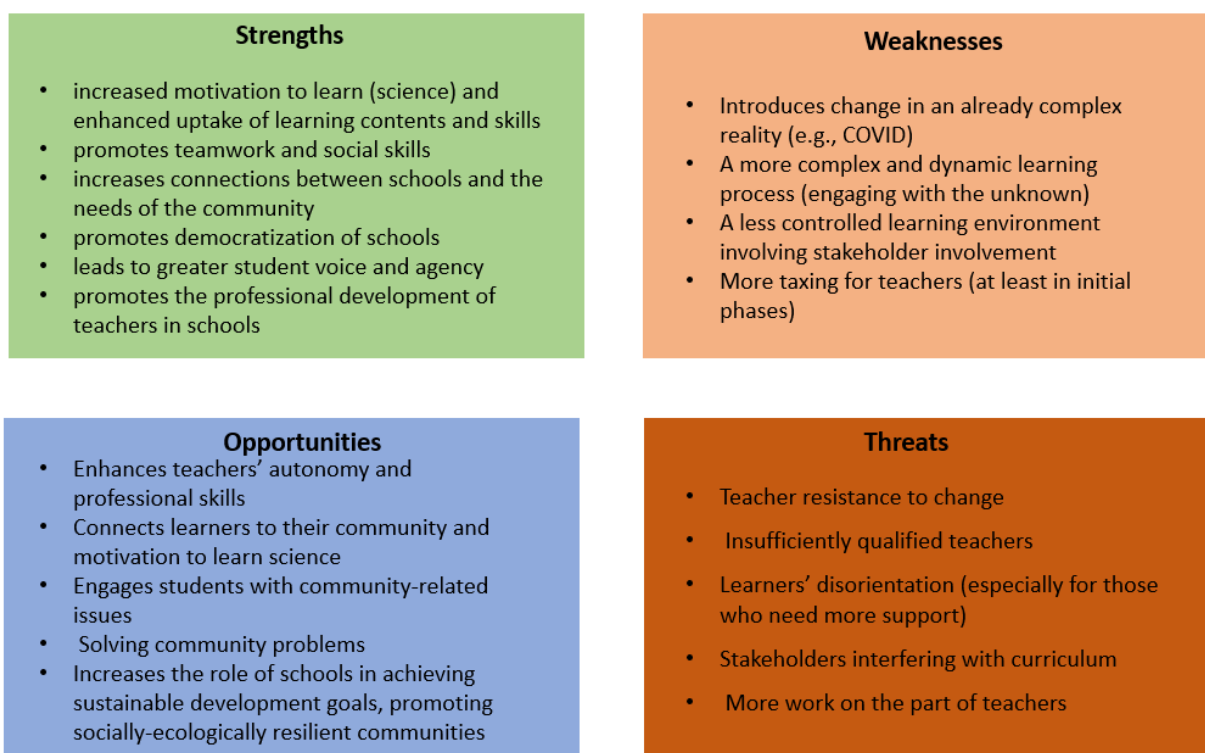 Strengths
• increased motivation to learn (science) and
enhanced uptake of learning contents and skills
• promotes teamwork and social skills
• increases connections between schools and the
needs of the community
• promotes democratization of schools
• leads to greater student voice and agency
• promotes the professional development of
teachers in schools
Weaknesses
• Introduces change in an already complex
reality (e.g., COVID)
• A more complex and dynamic learning
process (engaging with the unknown)
• A less controlled learning environment
involving stakeholder involvement
• More taxing for teachers (at least in initial
phases)
Opportunities
• Enhances teachers’ autonomy and
professional skills
• Connects learners to their community and
motivation to learn science
• Engages students with community-related
issues
• Solving community problems
• Increases the role of schools in achieving
sustainable development goals, promoting
socially-ecologically resilient communities
Threats
• Teacher resistance to change
• Insufficiently qualified teachers
• Learners’ disorientation (especially for those
who need more support)
• Stakeholders interfering with curriculum
• More work on the part of teachers